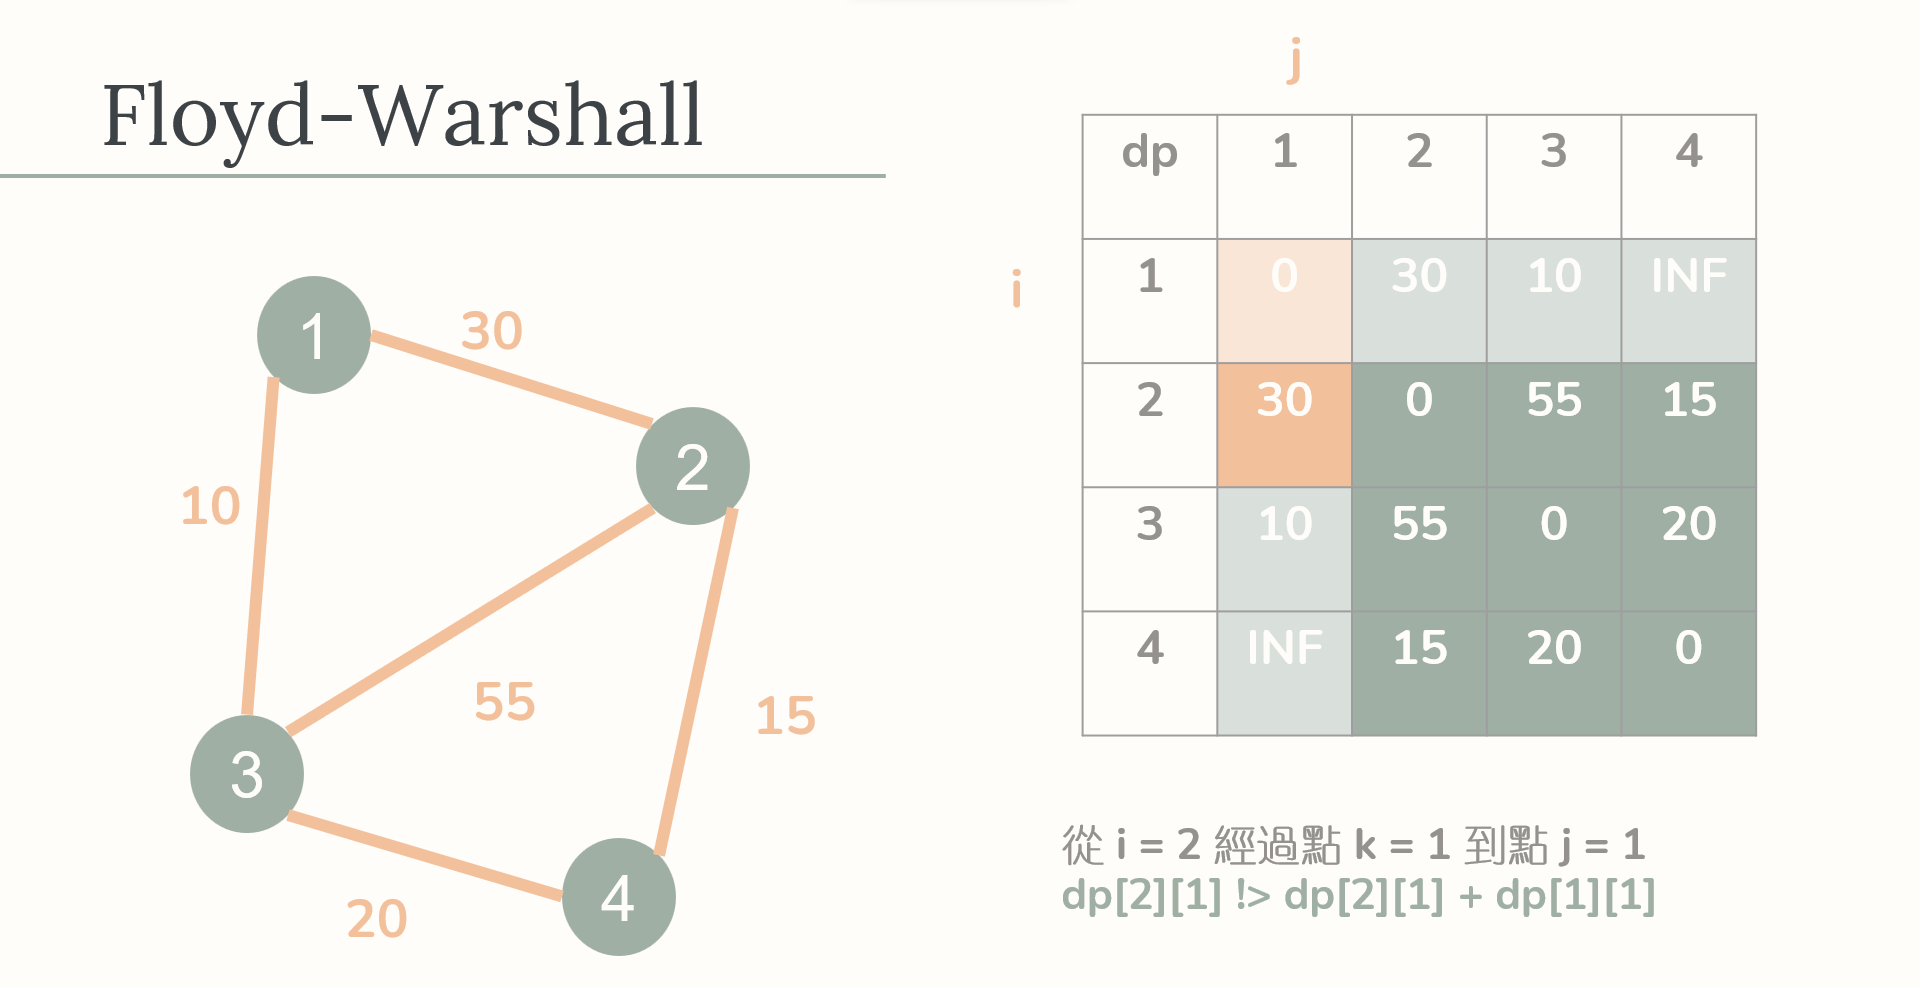 Floyd-Warshall
1
30
2
10
55
15
3
20
4
j
dp 1 2 3 4
i
1 0 30 10 INF
2 30 0 55 15
3 10 55 0 20
4 INF 15 20 0
從 i = 2 經過點 k = 1 到點 j = 1
dp[2][1] !> dp[2][1] + dp[1][1]